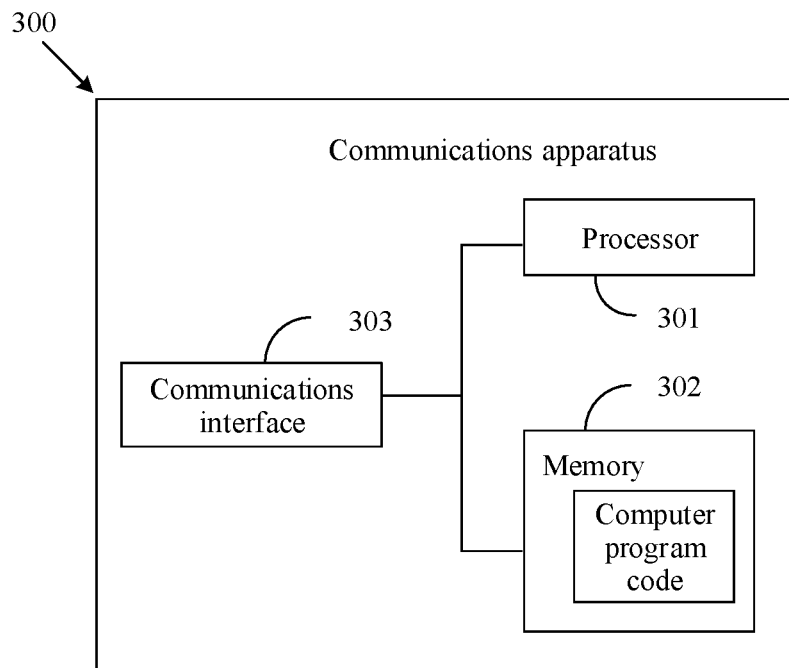 300
Communications apparatus
Processor
301
303
Communications
interface
302
Memory
Computer
program
code